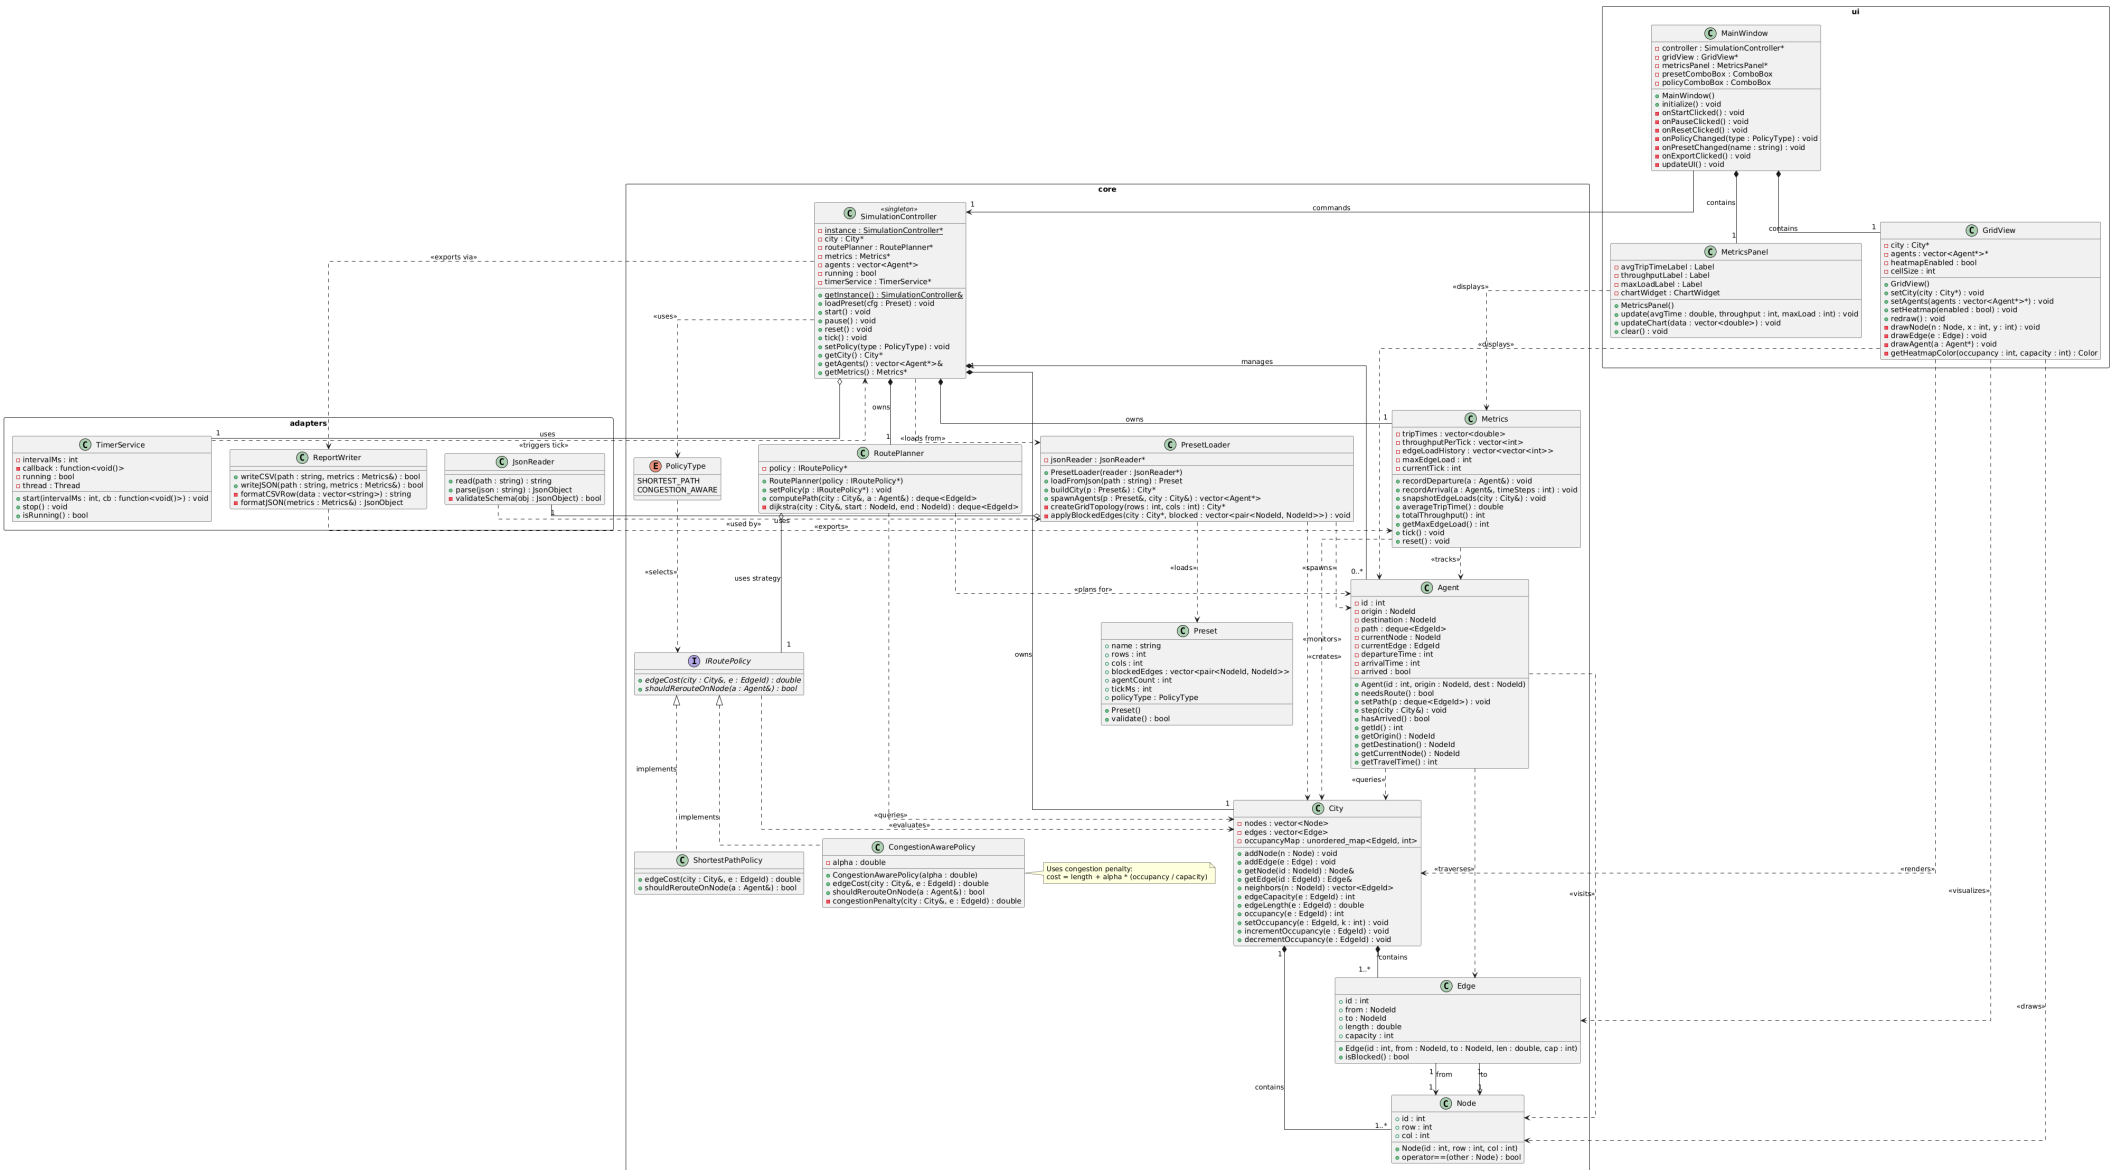 ui
C MainWindow
controller : SimulationController*
gridView : GridView*
metricsPanel : MetricsPanel*
presetComboBox : ComboBox
policyComboBox : ComboBox
MainWindow()
initialize() : void
onStartClicked() : void
onPauseClicked() : void
onResetClicked() : void
onPolicyChanged(type : PolicyType) : void
onPresetChanged(name : string) : void
onExportClicked() : void
updateUI() : void
contains
1
contains
1
C GridView
city : City*
agents : vector<Agent*>*
heatmapEnabled : bool
cellSize : int
GridView()
setCity(city : City*) : void
setAgents(agents : vector<Agent*>*) : void
setHeatmap(enabled : bool) : void
redraw() : void
drawNode(n : Node, x : int, y : int) : void
drawEdge(e : Edge) : void
drawAgent(a : Agent*) : void
getHeatmapColor(occupancy : int, capacity : int) : Color
C MetricsPanel
avgTripTimeLabel : Label
throughputLabel : Label
maxLoadLabel : Label
chartWidget : ChartWidget
MetricsPanel()
update(avgTime : double, throughput : int, maxLoad : int) : void
updateChart(data : vector<double>) : void
clear() : void
«displays»
«displays»
core
1
commands
«singleton»
C SimulationController
instance : SimulationController*
city : City*
routePlanner : RoutePlanner*
metrics : Metrics*
agents : vector<Agent*>
running : bool
timerService : TimerService*
getInstance() : SimulationController&
loadPreset(cfg : Preset) : void
start() : void
pause() : void
reset() : void
tick() : void
setPolicy(type : PolicyType) : void
getCity() : City*
getAgents() : vector<Agent*>&
getMetrics() : Metrics*
«exports via»
«uses»
1
manages
owns
1
owns
1
«loads from»
adapters
1
uses
«triggers tick»
C TimerService
intervalMs : int
callback : function<void()>
running : bool
thread : Thread
start(intervalMs : int, cb : function<void()>) : void
stop() : void
isRunning() : bool
C ReportWriter
writeCSV(path : string, metrics : Metrics&) : bool
writeJSON(path : string, metrics : Metrics&) : bool
formatCSVRow(data : vector<string>) : string
formatJSON(metrics : Metrics&) : JsonObject
C JsonReader
read(path : string) : string
parse(json : string) : JsonObject
validateSchema(obj : JsonObject) : bool
1
uses
«used by»
«exports»
E PolicyType
SHORTEST_PATH
CONGESTION_AWARE
C RoutePlanner
policy : IRoutePolicy*
RoutePlanner(policy : IRoutePolicy*)
setPolicy(p : IRoutePolicy*) : void
computePath(city : City&, a : Agent&) : deque<EdgeId>
dijkstra(city : City&, start : NodeId, end : NodeId) : deque<EdgeId>
C PresetLoader
jsonReader : JsonReader*
PresetLoader(reader : JsonReader*)
loadFromJson(path : string) : Preset
buildCity(p : Preset&) : City*
spawnAgents(p : Preset&, city : City&) : vector<Agent*>
createGridTopology(rows : int, cols : int) : City*
applyBlockedEdges(city : City*, blocked : vector<pair<NodeId, NodeId>>) : void
C Metrics
tripTimes : vector<double>
throughputPerTick : vector<int>
edgeLoadHistory : vector<vector<int>>
maxEdgeLoad : int
currentTick : int
recordDeparture(a : Agent&) : void
recordArrival(a : Agent&, timeSteps : int) : void
snapshotEdgeLoads(city : City&) : void
averageTripTime() : double
totalThroughput() : int
getMaxEdgeLoad() : int
tick() : void
reset() : void
«selects»
uses strategy
1
«plans for»
«loads»
«spawns»
0..*
«tracks»
C Agent
id : int
origin : NodeId
destination : NodeId
path : deque<EdgeId>
currentNode : NodeId
currentEdge : EdgeId
departureTime : int
arrivalTime : int
arrived : bool
Agent(id : int, origin : NodeId, dest : NodeId)
needsRoute() : bool
setPath(p : deque<EdgeId>) : void
step(city : City&) : void
hasArrived() : bool
getId() : int
getOrigin() : NodeId
getDestination() : NodeId
getCurrentNode() : NodeId
getTravelTime() : int
C Preset
name : string
rows : int
cols : int
blockedEdges : vector<pair<NodeId, NodeId>>
agentCount : int
tickMs : int
policyType : PolicyType
Preset()
validate() : bool
«monitors»
«creates»
owns
1
I IRoutePolicy
edgeCost(city : City&, e : EdgeId) : double
shouldRerouteOnNode(a : Agent&) : bool
implements
implements
«queries»
«evaluates»
«queries»
C ShortestPathPolicy
edgeCost(city : City&, e : EdgeId) : double
shouldRerouteOnNode(a : Agent&) : bool
C CongestionAwarePolicy
alpha : double
CongestionAwarePolicy(alpha : double)
edgeCost(city : City&, e : EdgeId) : double
shouldRerouteOnNode(a : Agent&) : bool
congestionPenalty(city : City&, e : EdgeId) : double
Uses congestion penalty:
cost = length + alpha * (occupancy / capacity)
C City
nodes : vector<Node>
edges : vector<Edge>
occupancyMap : unordered_map<EdgeId, int>
addNode(n : Node) : void
addEdge(e : Edge) : void
getNode(id : NodeId) : Node&
getEdge(id : EdgeId) : Edge&
neighbors(n : NodeId) : vector<EdgeId>
edgeCapacity(e : EdgeId) : int
edgeLength(e : EdgeId) : double
occupancy(e : EdgeId) : int
setOccupancy(e : EdgeId, k : int) : void
incrementOccupancy(e : EdgeId) : void
decrementOccupancy(e : EdgeId) : void
«traverses»
«visits»
«renders»
«visualizes»
«draws»
1
contains
1..*
C Edge
id : int
from : NodeId
to : NodeId
length : double
capacity : int
Edge(id : int, from : NodeId, to : NodeId, len : double, cap : int)
isBlocked() : bool
1
from
1
1
to
1
contains
1..*
C Node
id : int
row : int
col : int
Node(id : int, row : int, col : int)
operator==(other : Node) : bool